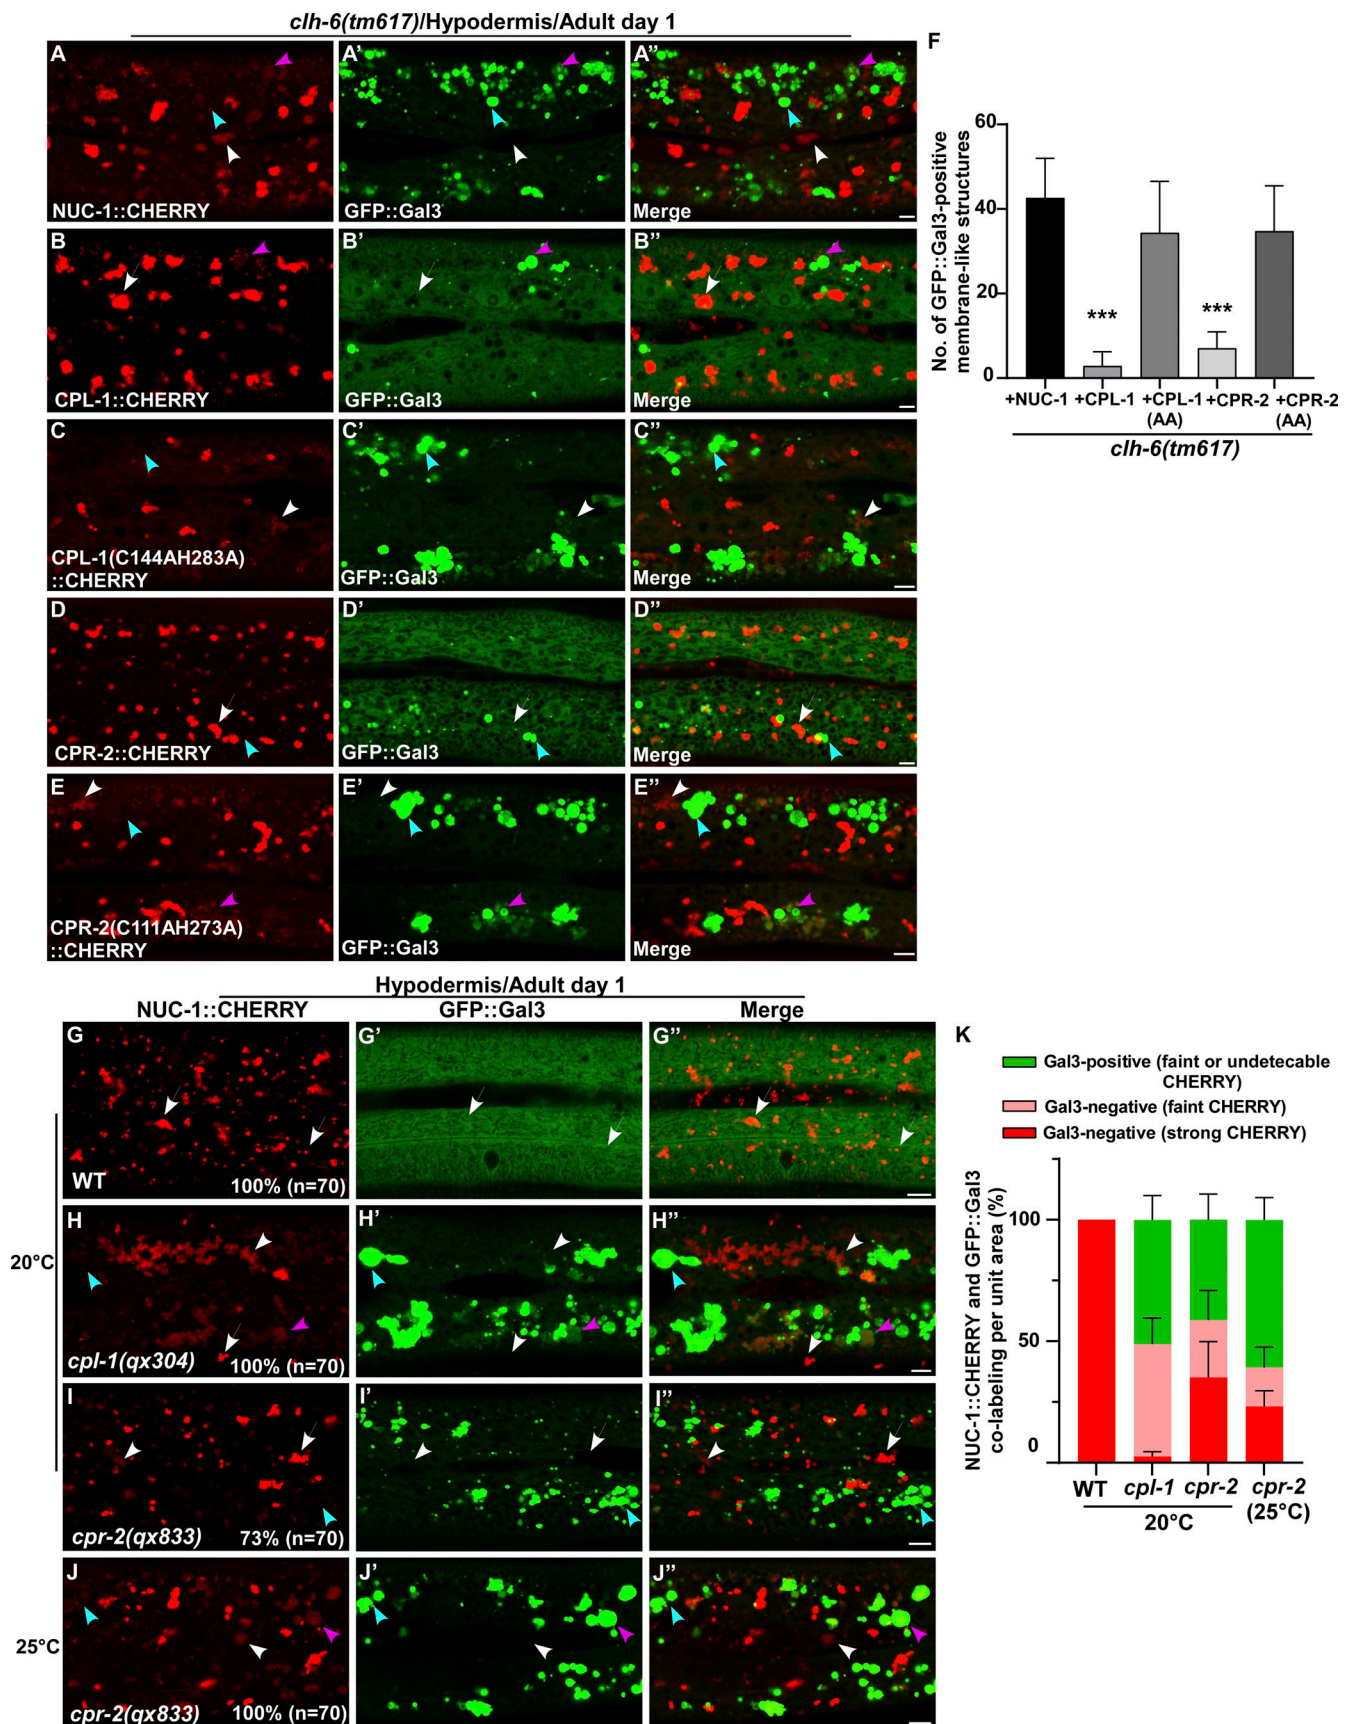 clh-6(tm617)/Hypodermis/Adult day 1
A
A'
A''
NUC-1::CHERRY
GFP::Gal3
Merge
B
B'
B''
CPL-1::CHERRY
GFP::Gal3
Merge
C
C'
C''
CPL-1(C144AH283A)
::CHERRY
GFP::Gal3
Merge
D
D'
D''
CPR-2::CHERRY
GFP::Gal3
Merge
E
E'
E''
CPR-2(C111AH273A)
::CHERRY
GFP::Gal3
Merge
F
No. of GFP::Gal3-positive
membrane-like structures
60
40
20
0
***
***
+NUC-1
+CPL-1
+CPL-1
(AA)
+CPR-2
+CPR-2
(AA)
clh-6(tm617)
Hypodermis/Adult day 1
NUC-1::CHERRY
GFP::Gal3
Merge
20°C
G
G'
G''
WT
100% (n=70)
H
H'
H''
cpl-1(qx304)
100% (n=70)
I
I'
I''
cpr-2(qx833)
73% (n=70)
25°C
J
J'
J''
cpr-2(qx833)
100% (n=70)
K
Gal3-positive (faint or undetecable
CHERRY)
Gal3-negative (faint CHERRY)
Gal3-negative (strong CHERRY)
NUC-1::CHERRY and GFP::Gal3
co-labeling per unit area (%)
100
50
0
WT
cpl-1
cpr-2
cpr-2
(25°C)
20°C